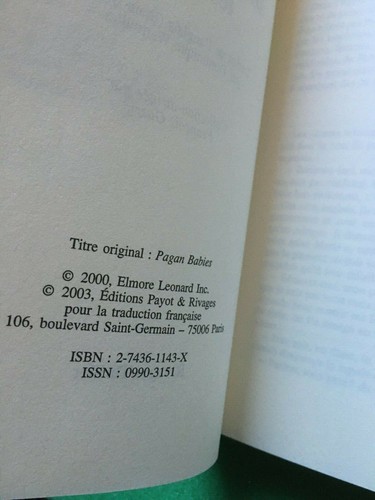 Titre original : Pagan Babies
© 2000, Elmore Leonard Inc.
© 2003, Éditions Payot & Rivages
pour la traduction française
106, boulevard Saint-Germain – 75006 Paris
ISBN : 2-7436-1143-X
ISSN : 0990-3151